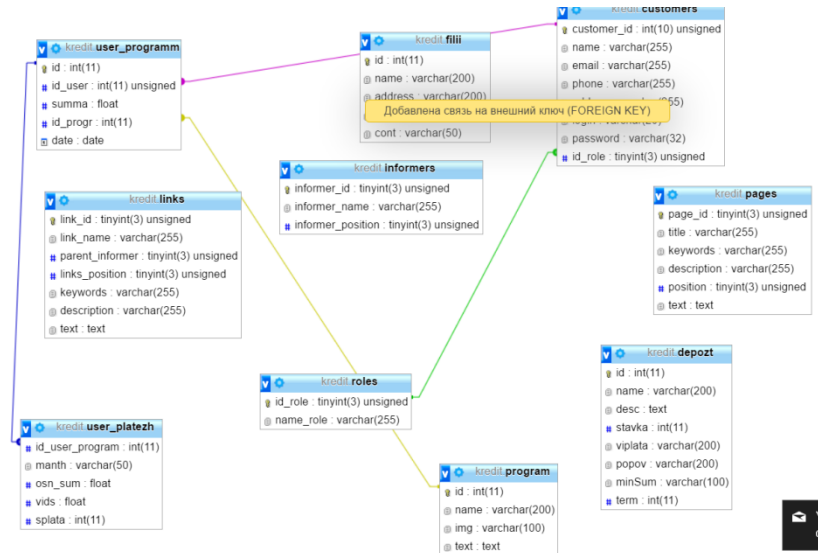 kredit.user_programm
id : int(11)
id_user : int(11) unsigned
summa : float
id_progr : int(11)
date : date
kredit.filii
id : int(11)
name : varchar(200)
address : varchar(200)
cont : varchar(50)
Добавлена связь на внешний ключ (FOREIGN KEY)
kredit.customers
customer_id : int(10) unsigned
name : varchar(255)
email : varchar(255)
phone : varchar(255)
password : varchar(32)
id_role : tinyint(3) unsigned
kredit.informers
informer_id : tinyint(3) unsigned
informer_name : varchar(255)
informer_position : tinyint(3) unsigned
kredit.links
link_id : tinyint(3) unsigned
link_name : varchar(255)
parent_informer : tinyint(3) unsigned
links_position : tinyint(3) unsigned
keywords : varchar(255)
description : varchar(255)
text : text
kredit.pages
page_id : tinyint(3) unsigned
title : varchar(255)
keywords : varchar(255)
description : varchar(255)
position : tinyint(3) unsigned
text : text
kredit.roles
id_role : tinyint(3) unsigned
name_role : varchar(255)
kredit.depozt
id : int(11)
name : varchar(200)
desc : text
stavka : int(11)
viplata : varchar(200)
popov : varchar(200)
minSum : varchar(100)
term : int(11)
kredit.user_platezh
id_user_program : int(11)
manth : varchar(50)
osn_sum : float
vids : float
splata : int(11)
kredit.program
id : int(11)
name : varchar(200)
img : varchar(100)
text : text